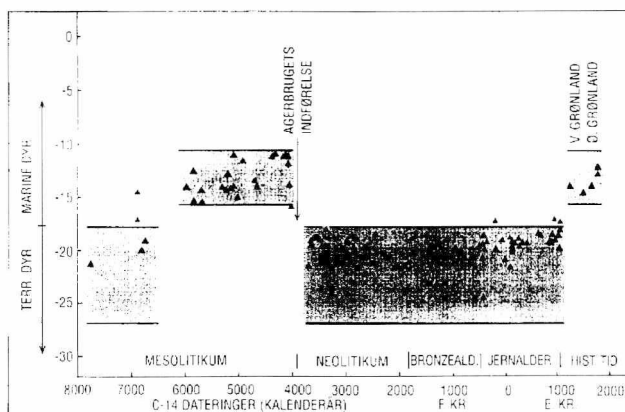 0
-5
-10
-15
-20
-25
-30
MARINE DYR
TERR. DYR
AGERBRUGETS
INDFØRELSE
V. GRØNLAND
Ø. GRØNLAND
MESOLITIKUM
NEOLITIKUM
BRONZEALD.
JERNALDER
HIST. TID
8000 7000 6000 5000 4000 3000 2000 1000 0 1000 2000
C-14 DATERINGER (KALENDERÅR) F. KR. E. KR.